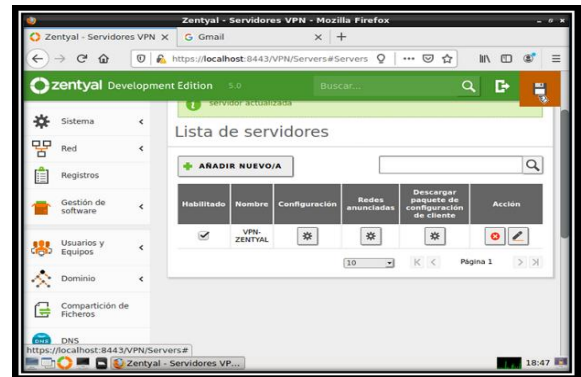 Zentyal - Servidores VPN - Mozilla Firefox
Zentyal - Servidores VPN
Gmail
https://localhost:8443/VPN/Servers#Servers
zentyal Development Edition 5.0
Buscar...
servidor actualizada
Sistema
Red
Registros
Gestión de software
Usuarios y Equipos
Dominio
Compartición de Ficheros
DNS
Lista de servidores
AÑADIR NUEVO/A
Habilitado Nombre Configuración Redes anunciadas Descargar paquete de configuración de cliente Acción
VPN-ZENTYAL
10
Página 1
https://localhost:8443/VPN/Servers#
Zentyal - Servidores VP...
18:47